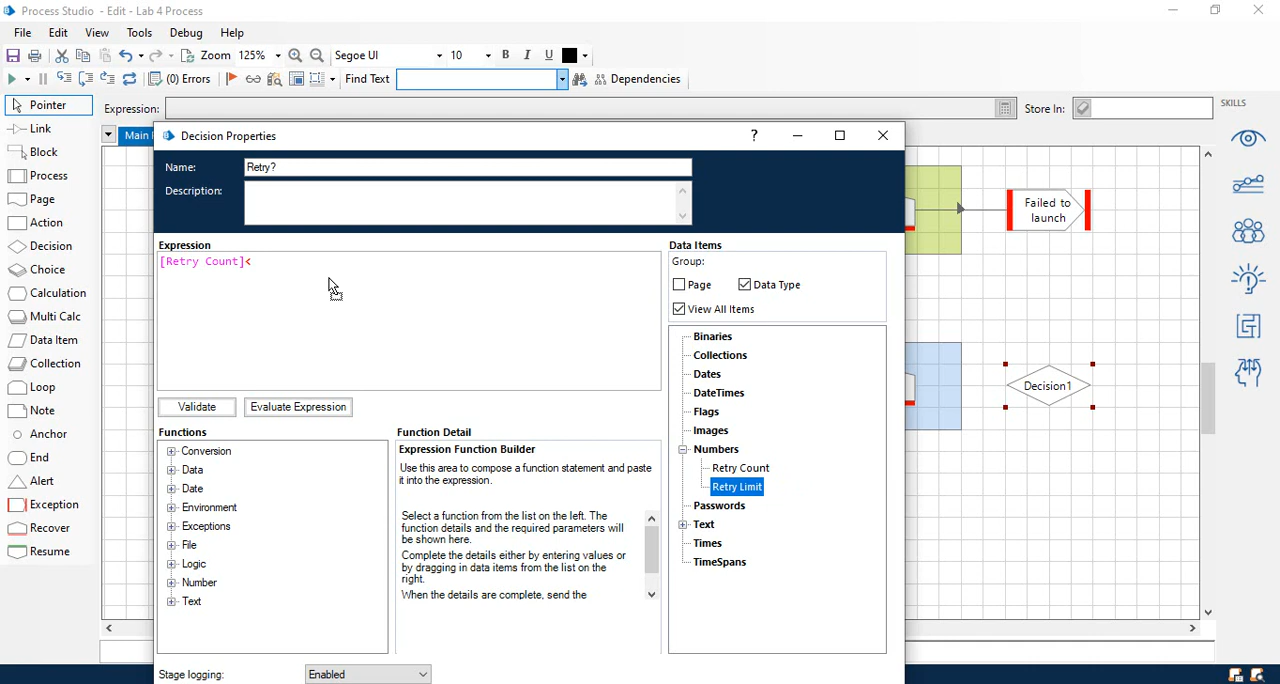 Process Studio - Edit - Lab 4 Process
File Edit View Tools Debug Help
Zoom 125% Segoe UI 10 B I U
(0) Errors Find Text Dependencies
Pointer
Link
Block
Process
Page
Action
Decision
Choice
Calculation
Multi Calc
Data Item
Collection
Loop
Note
Anchor
End
Alert
Exception
Recover
Resume
Expression: Store In:
Main
Decision Properties ?
Name: Retry?
Description:
Expression
[Retry Count]<
Validate Evaluate Expression
Functions
Conversion
Data
Date
Environment
Exceptions
File
Logic
Number
Text
Function Detail
Expression Function Builder
Use this area to compose a function statement and paste
it into the expression.
Select a function from the list on the left. The
function details and the required parameters will
be shown here.
Complete the details either by entering values or
by dragging in data items from the list on the
right.
When the details are complete, send the
Data Items
Group:
Page Data Type
View All Items
Binaries
Collections
Dates
DateTimes
Flags
Images
Numbers
Retry Count
Retry Limit
Passwords
Text
Times
TimeSpans
Stage logging: Enabled
Failed to
launch
Decision1
SKILLS